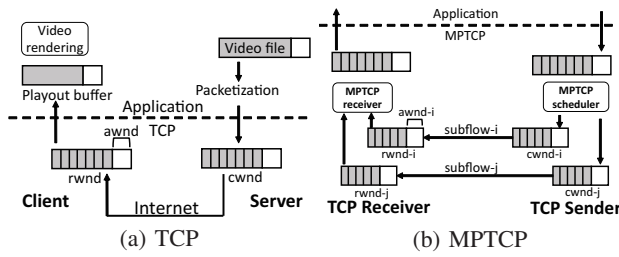 Video
rendering
Playout buffer
Video file
Packetization
Application
TCP
awnd
rwnd
cwnd
Client
Internet
Server
(a) TCP
Application
MPTCP
MPTCP
receiver
MPTCP
scheduler
awnd-i
subflow-i
rwnd-i
cwnd-i
subflow-j
rwnd-j
cwnd-j
TCP Receiver
TCP Sender
(b) MPTCP